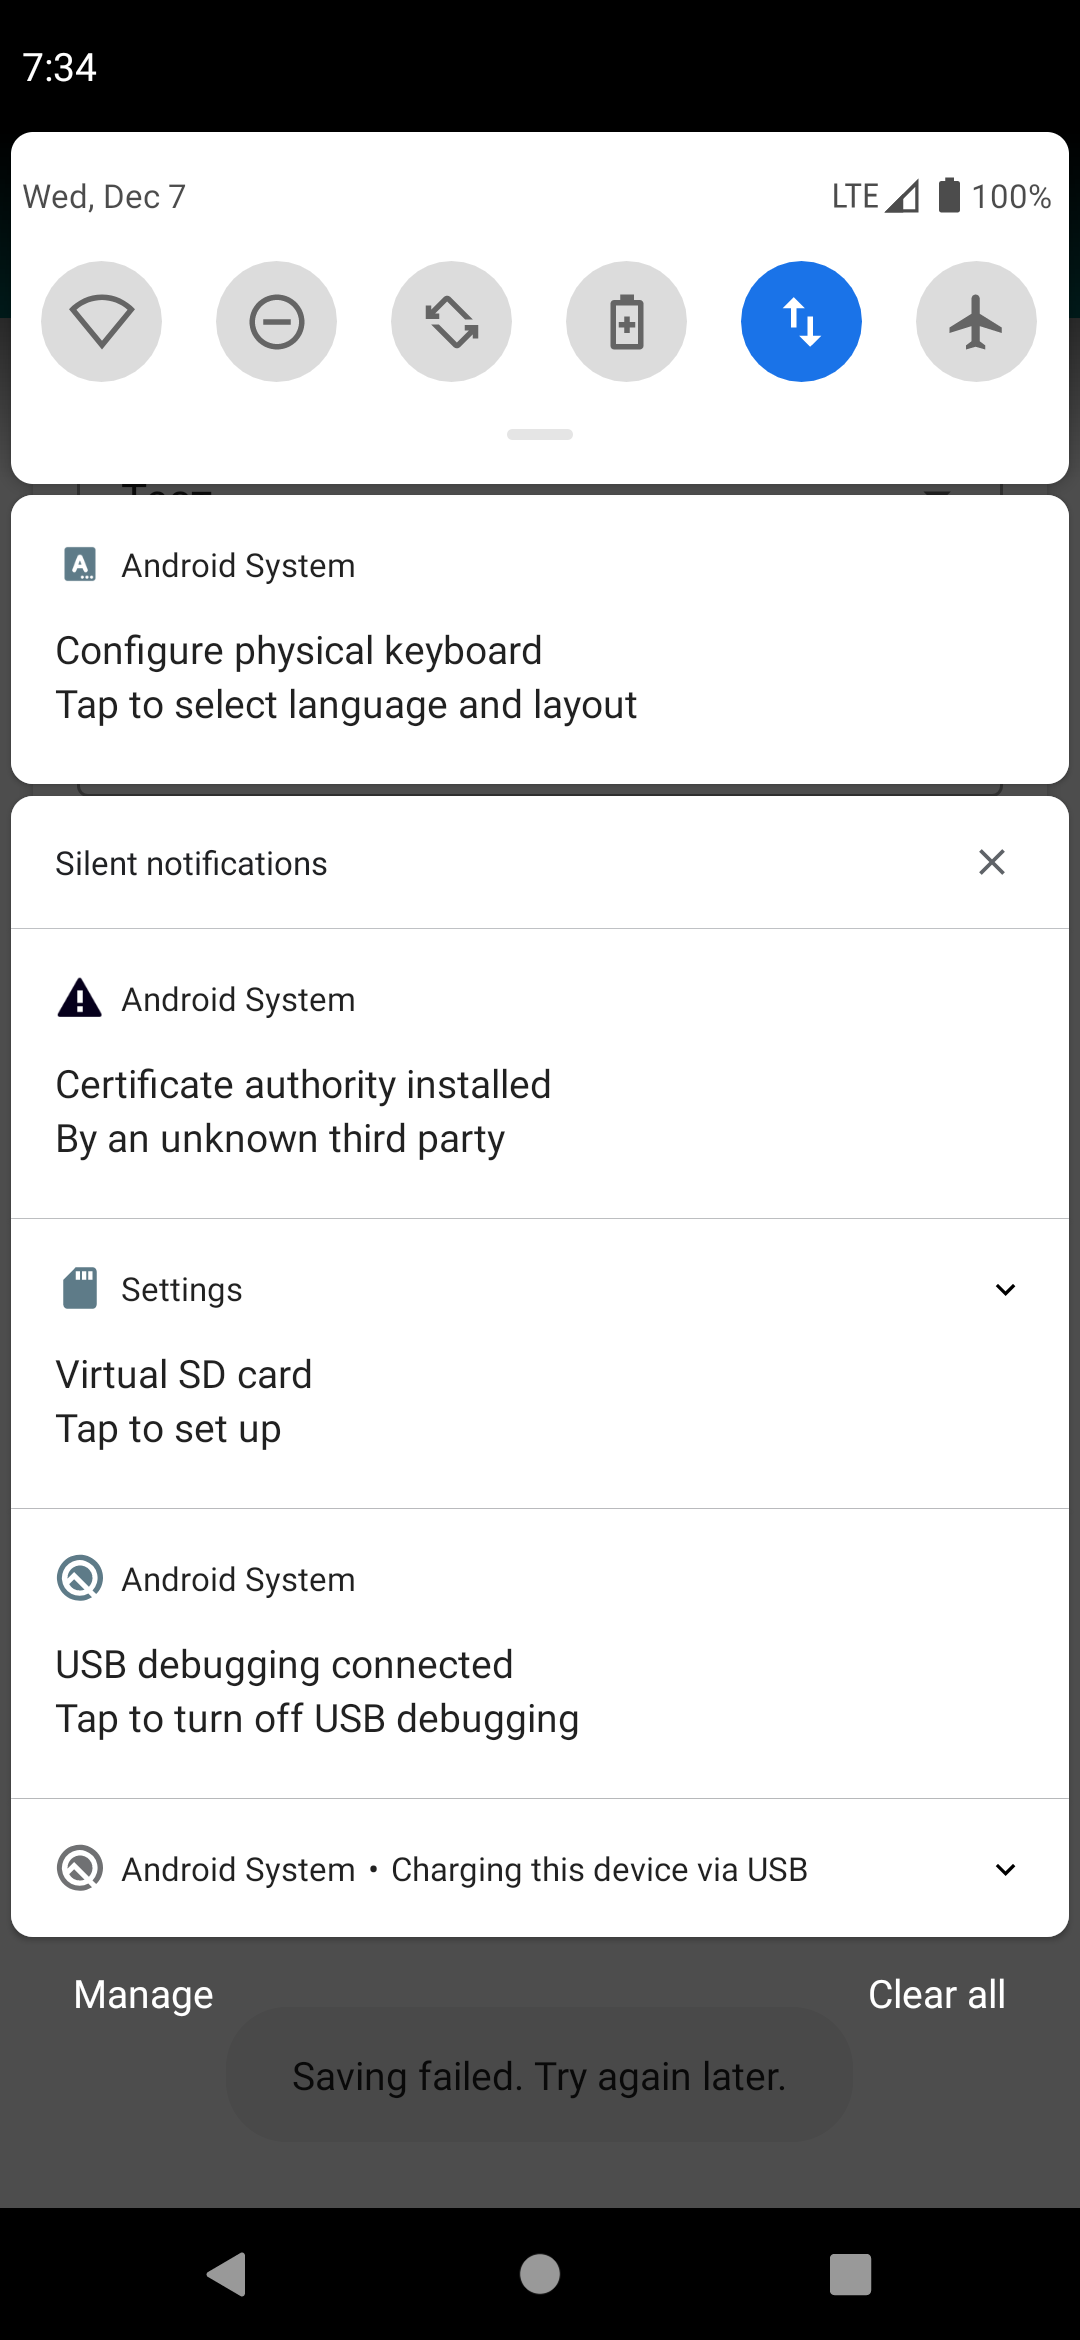 7:34
Wed, Dec 7
LTE 100%
Android System
Configure physical keyboard
Tap to select language and layout
Silent notifications
Android System
Certificate authority installed
By an unknown third party
Settings
Virtual SD card
Tap to set up
Android System
USB debugging connected
Tap to turn off USB debugging
Android System • Charging this device via USB
Manage
Clear all
Saving failed. Try again later.